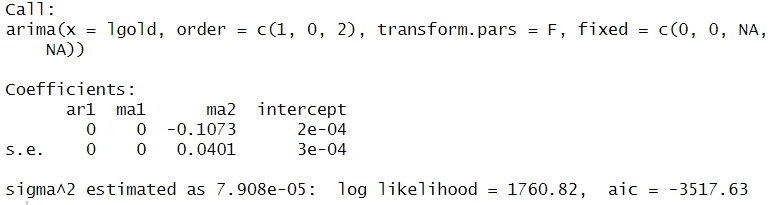 Call:
arima(x = lgold, order = c(1, 0, 2), transform.pars = F, fixed = c(0, 0, NA,
    NA))
Coefficients:
      ar1  ma1      ma2  intercept
        0    0  -0.1073      2e-04
s.e.    0    0   0.0401      3e-04
sigma^2 estimated as 7.908e-05:  log likelihood = 1760.82,  aic = -3517.63